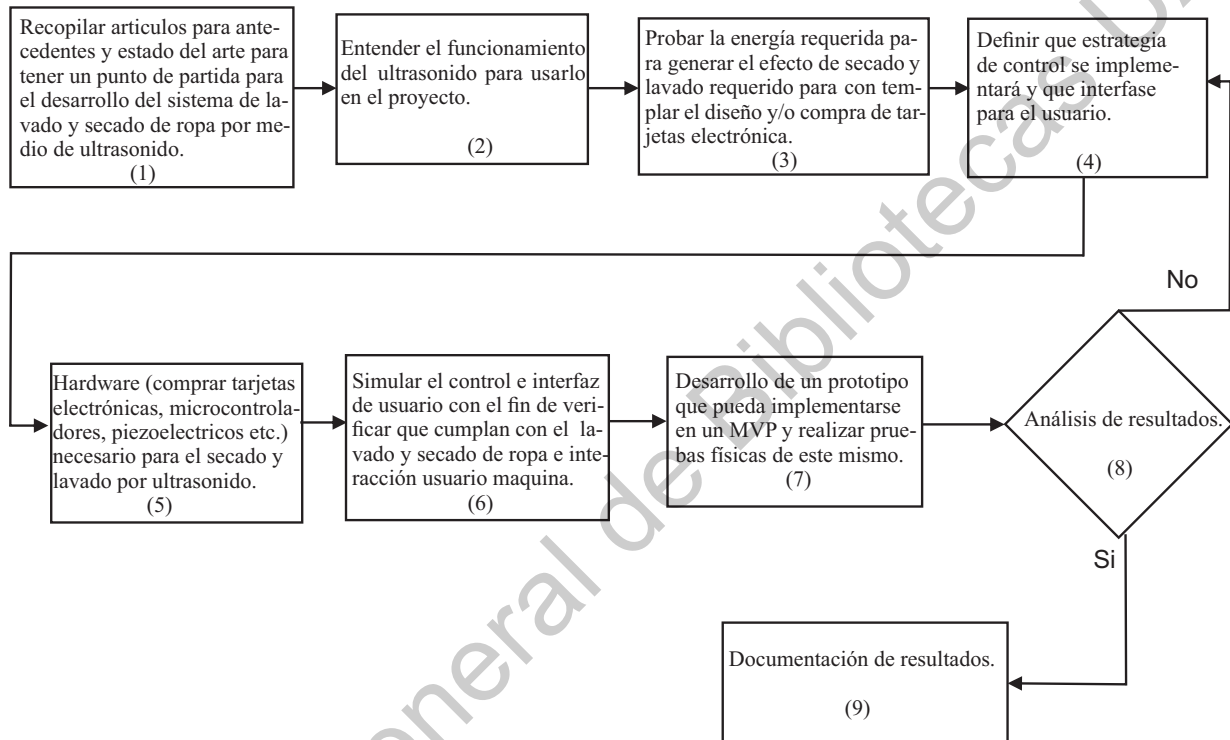 Recopilar articulos para ante-
cedentes y estado del arte para
tener un punto de partida para
el desarrollo del sistema de la-
vado y secado de ropa por me-
dio de ultrasonido.
(1)
Entender el funcionamiento
del ultrasonido para usarlo
en el proyecto.
(2)
Probar la energía requerida pa-
ra generar el efecto de secado y
lavado requerido para con tem-
plar el diseño y/o compra de tar-
jetas electrónica.
(3)
Definir que estrategia
de control se impleme-
ntará y que interfase
para el usuario.
(4)
No
Hardware (comprar tarjetas
electrónicas, microcontrola-
dores, piezoelectricos etc.)
necesario para el secado y
lavado por ultrasonido.
(5)
Simular el control e interfaz
de usuario con el fin de veri-
ficar que cumplan con el la-
vado y secado de ropa e inte-
racción usuario maquina.
(6)
Desarrollo de un prototipo
que pueda implementarse
en un MVP y realizar prue-
bas físicas de este mismo.
(7)
Análisis de resultados.
(8)
Si
Documentación de resultados.
(9)
eneral de Bibliotecas